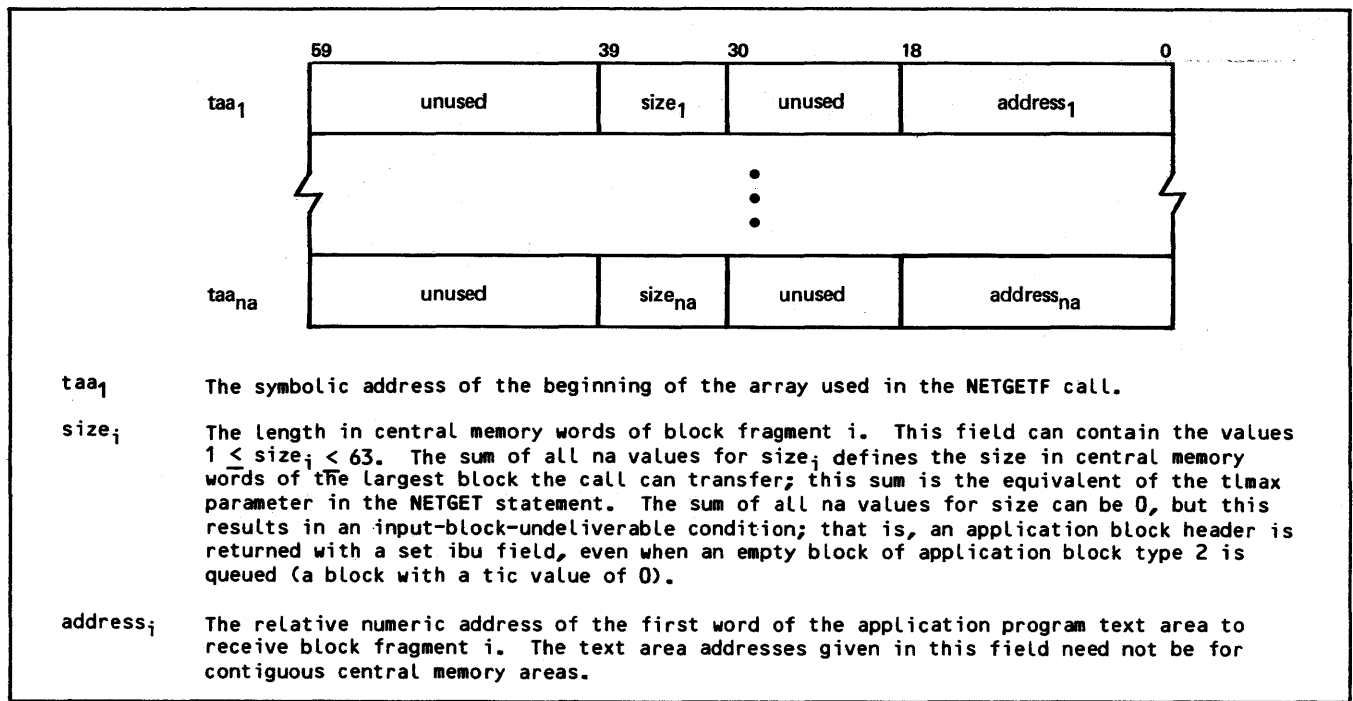 59 39 30 18 0
taa1 unused size1 unused address1
taana unused sizena unused addressna
taa1 The symbolic address of the beginning of the array used in the NETGETF call.
sizei The length in central memory words of block fragment i. This field can contain the values
1 ≤ sizei ≤ 63. The sum of all na values for sizei defines the size in central memory
words of the largest block the call can transfer; this sum is the equivalent of the tlmax
parameter in the NETGET statement. The sum of all na values for size can be 0, but this
results in an input-block-undeliverable condition; that is, an application block header is
returned with a set ibu field, even when an empty block of application block type 2 is
queued (a block with a tic value of 0).
addressi The relative numeric address of the first word of the application program text area to
receive block fragment i. The text area addresses given in this field need not be for
contiguous central memory areas.